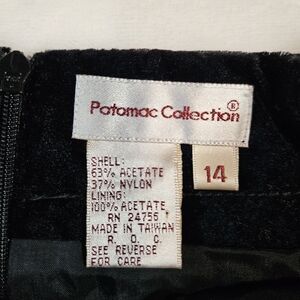 Potomac Collection ®
14
SHELL:
63% ACETATE
37% NYLON
LINING:
100% ACETATE
RN 24755
MADE IN TAIWAN
R. O. C.
SEE REVERSE
FOR CARE